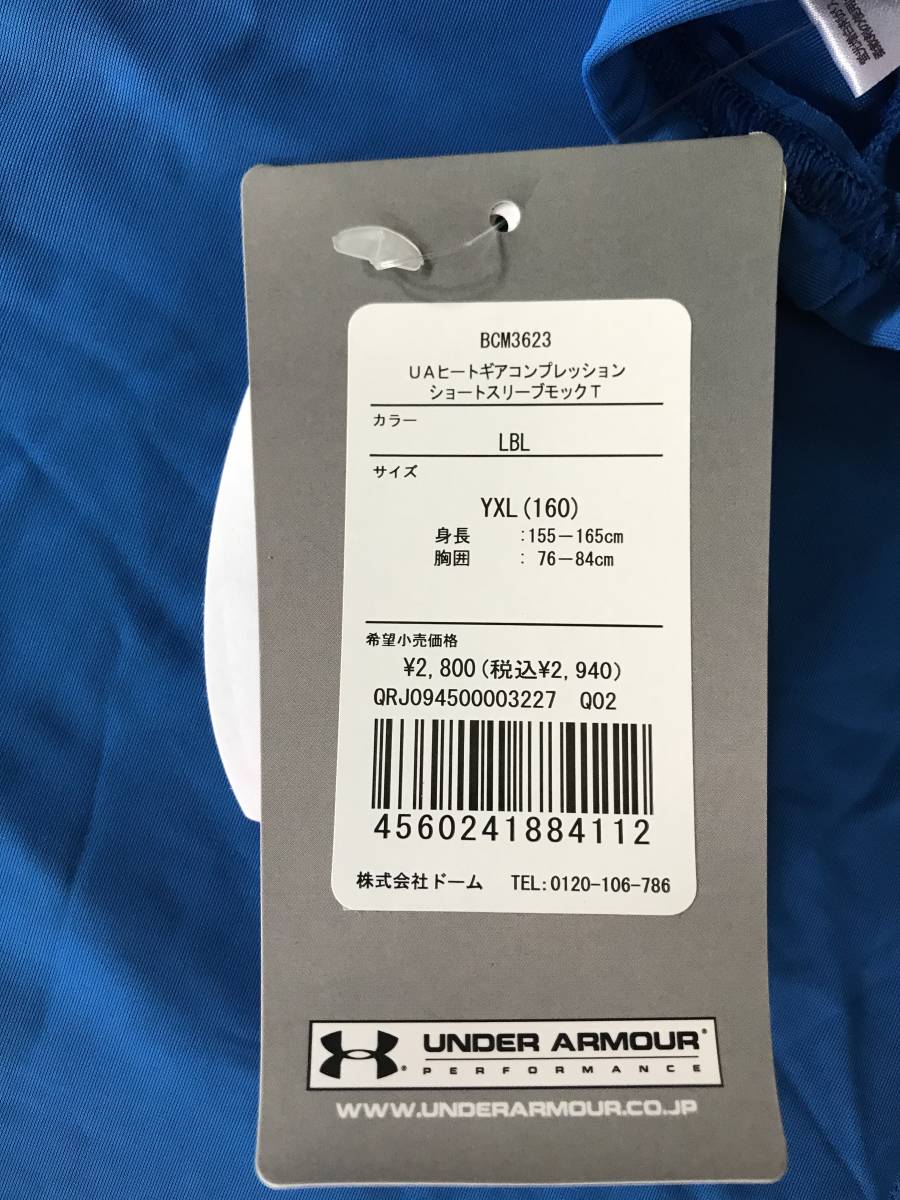 BCM3623
UAヒートギアコンプレッション
ショートスリーブモックT
カラー
LBL
サイズ
YXL(160)
身長 :155－165cm
胸囲 : 76－84cm
希望小売価格
¥2,800(税込¥2,940)
QRJ094500003227 Q02
4560241884112
株式会社ドーム TEL:0120-106-786
UNDER ARMOUR®
PERFORMANCE
WWW.UNDERARMOUR.CO.JP